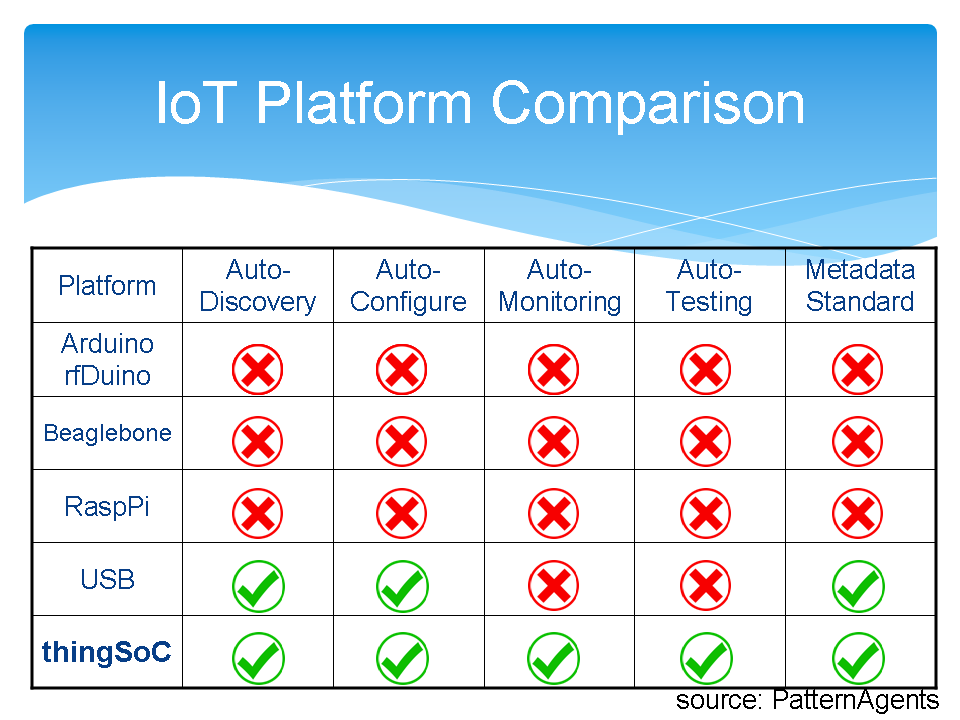 IoT Platform Comparison
Platform
Auto-
Discovery
Auto-
Configure
Auto-
Monitoring
Auto-
Testing
Metadata
Standard
Arduino
rfDuino
Beaglebone
RaspPi
USB
thingSoC
source: PatternAgents